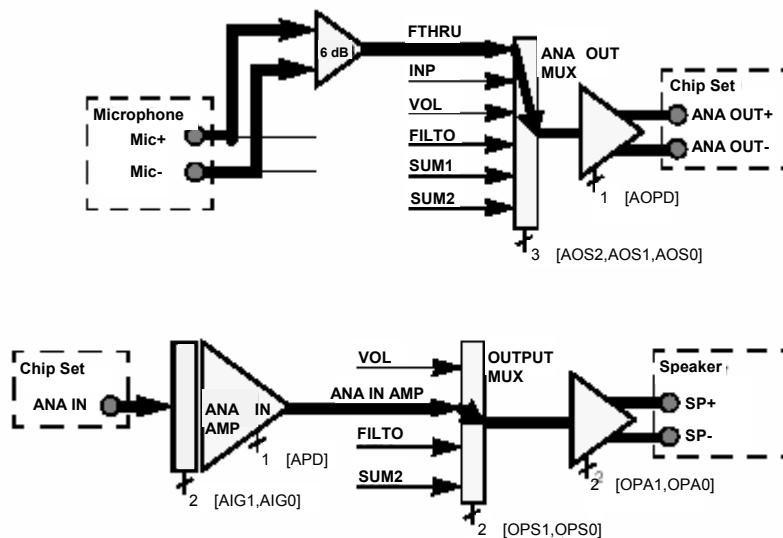 FTHRU
6 dB
ANA OUT
MUX
INP
Chip Set
VOL
Microphone
ANA OUT+
Mic+
FILTO
ANA OUT-
Mic-
SUM1
1 [AOPD]
SUM2
3 [AOS2,AOS1,AOS0]
VOL
OUTPUT
MUX
Chip Set
Speaker
ANA IN
ANA IN
AMP
ANA IN AMP
SP+
FILTO
SP-
1 [APD]
SUM2
2 [OPA1,OPA0]
2 [AIG1,AIG0]
2 [OPS1,OPS0]